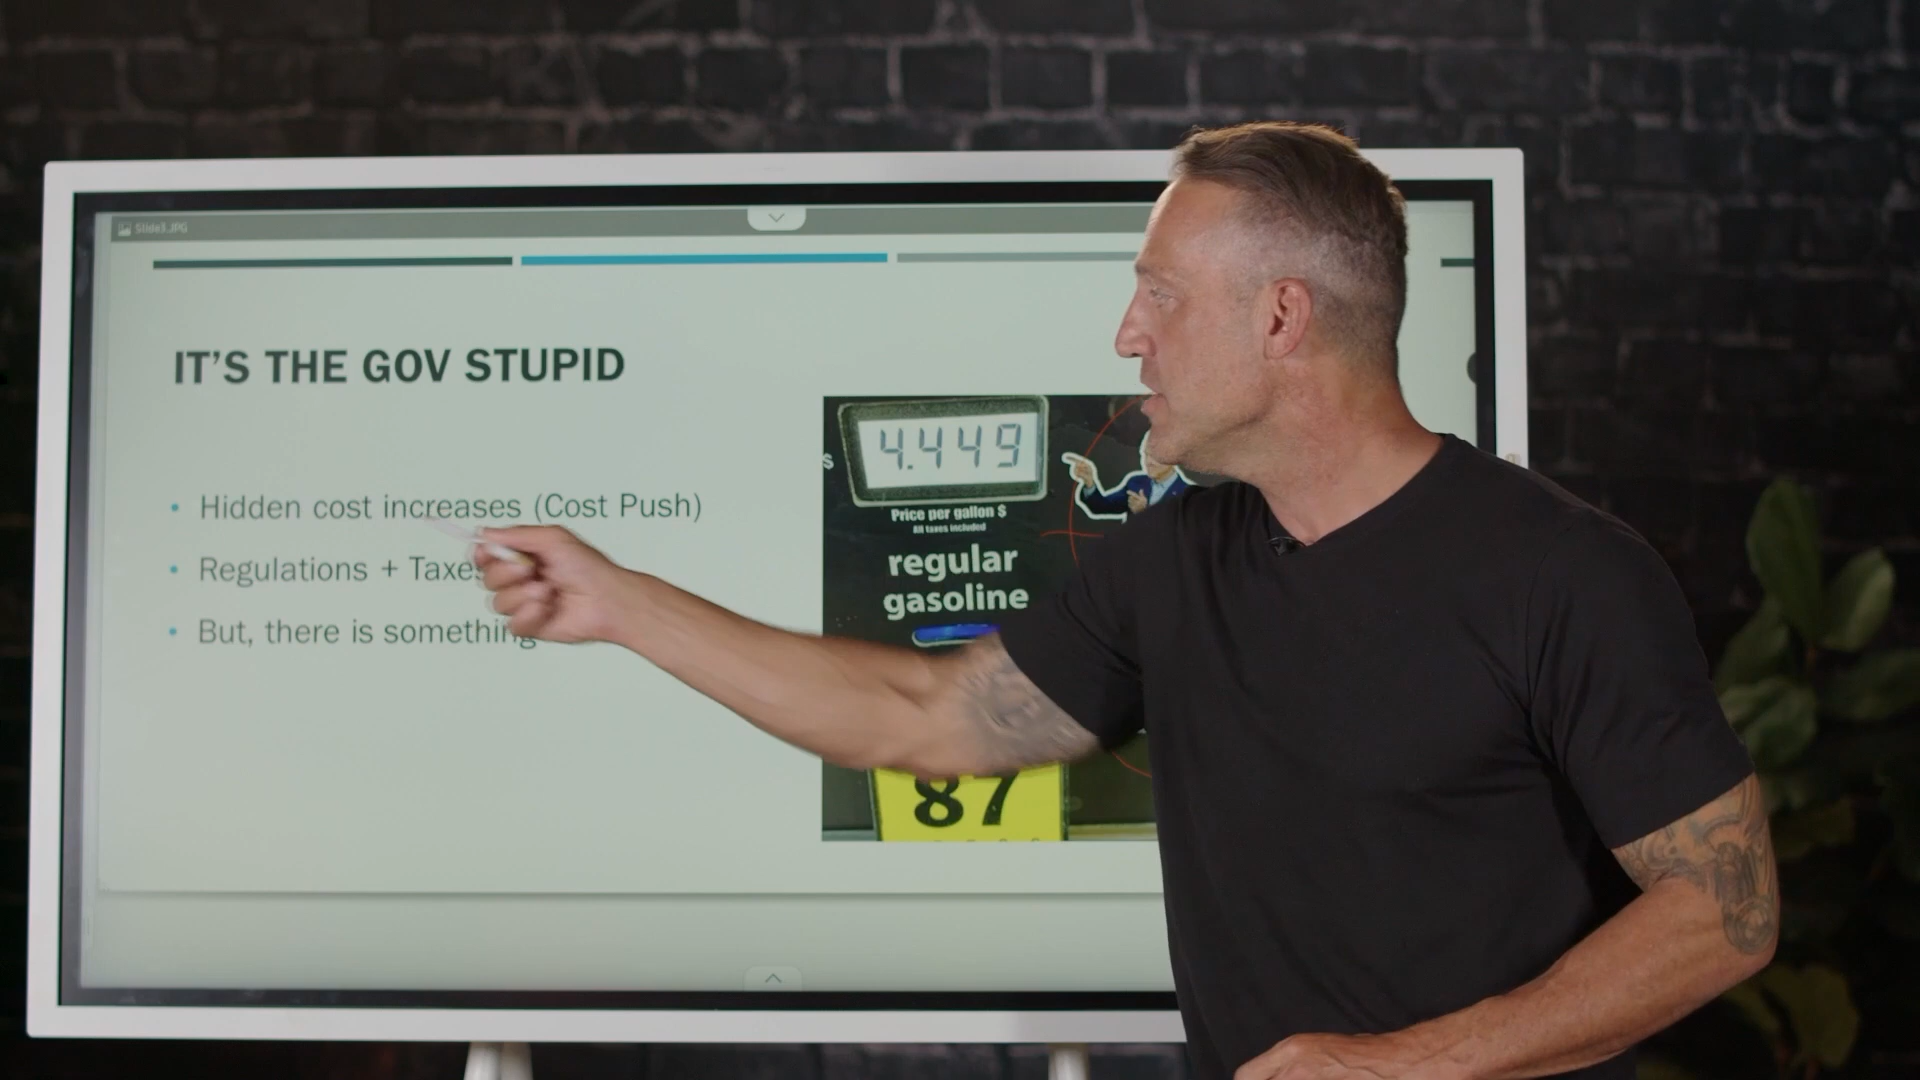 Slide3.JPG
IT'S THE GOV STUPID
• Hidden cost increases (Cost Push)
• Regulations + Taxes
• But, there is something
$
4.449
Price per gallon $
All taxes included
regular
gasoline
87